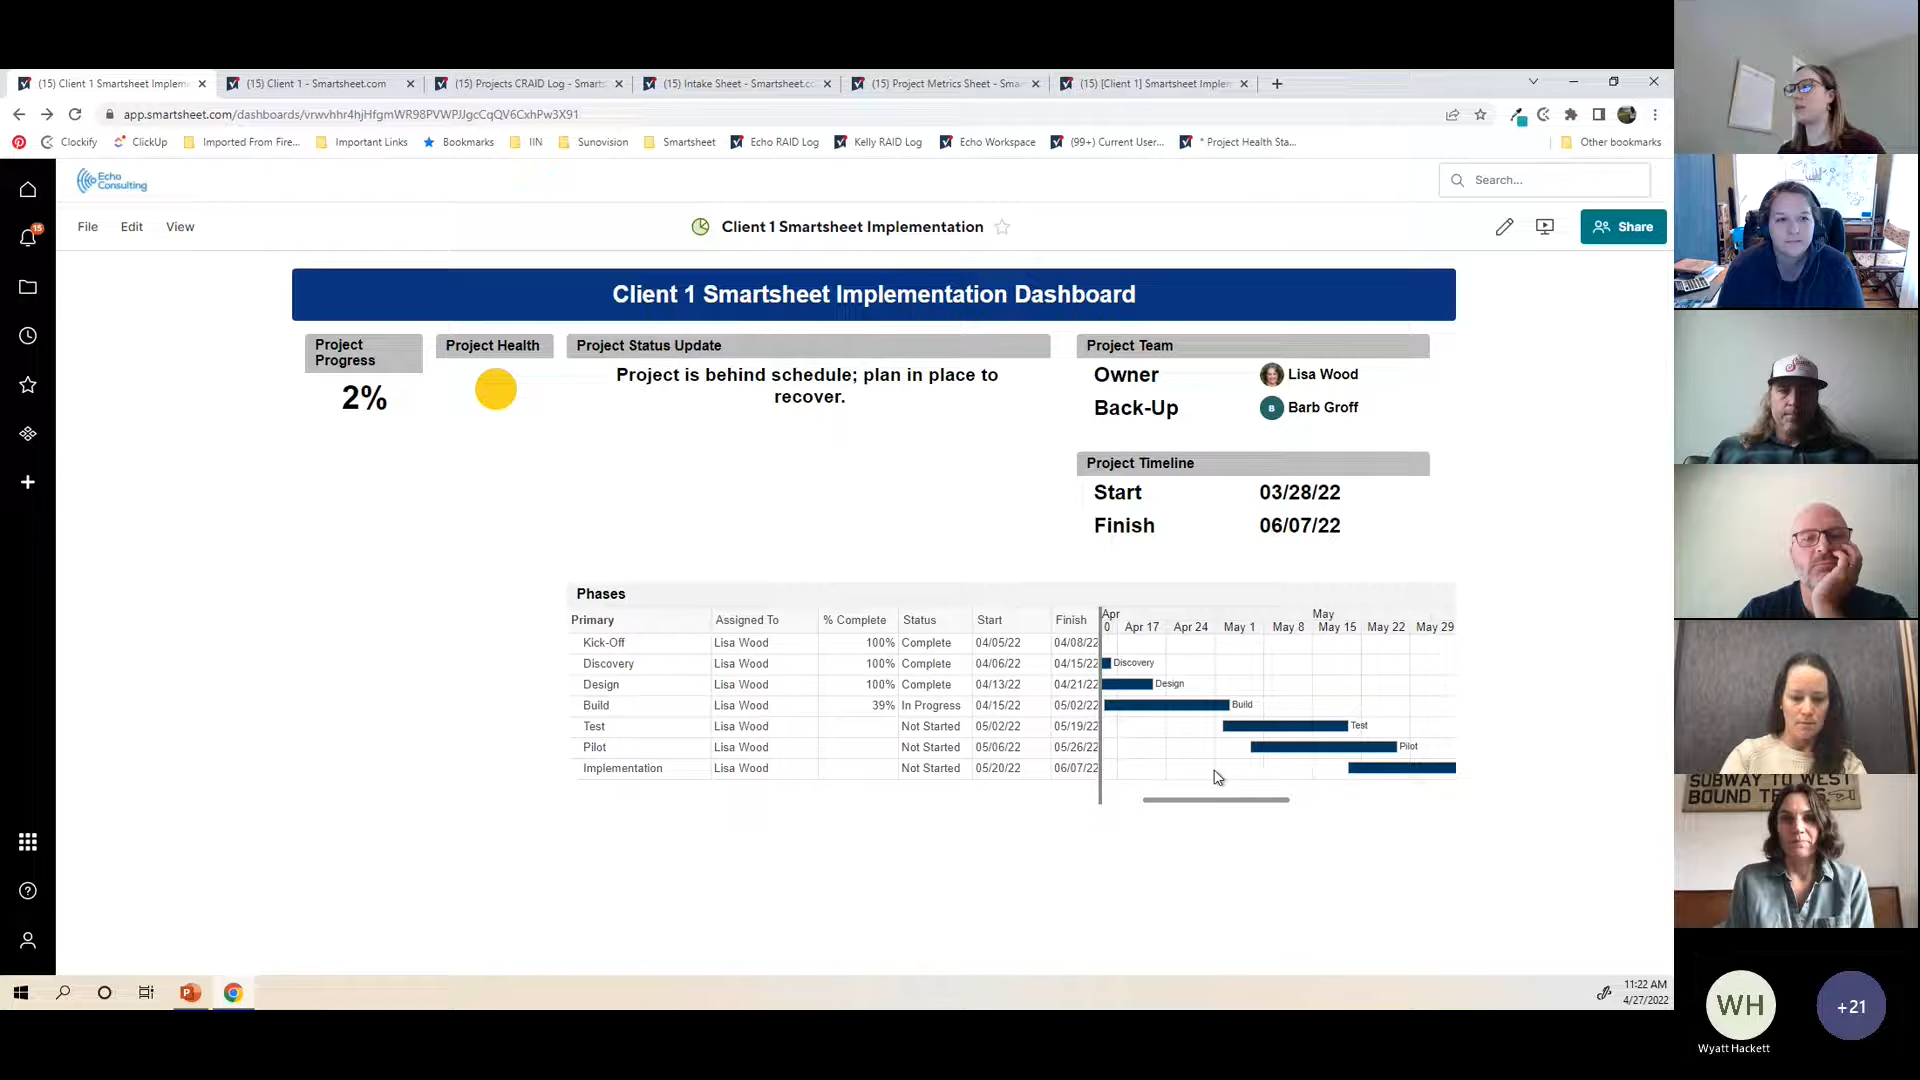 (15) Client 1 Smartsheet Impleme
(15) Client 1 - Smartsheet.com
(15) Projects CRAID Log - Smarts
(15) Intake Sheet - Smartsheet.co
(15) Project Metrics Sheet - Sma
(15) [Client 1] Smartsheet Implem
app.smartsheet.com/dashboards/vrwvhhr4hjHfgmWR98PVWPJJgcCqQV6CxhPw3X91
Clockify
ClickUp
Imported From Fire...
Important Links
Bookmarks
IIN
Sunovision
Smartsheet
Echo RAID Log
Kelly RAID Log
Echo Workspace
(99+) Current User...
* Project Health Sta...
Other bookmarks
15
Echo
Consulting
Search...
File Edit View
Client 1 Smartsheet Implementation
Share
Client 1 Smartsheet Implementation Dashboard
Project
Progress
2%
Project Health
Project Status Update
Project is behind schedule; plan in place to
recover.
Project Team
Owner Lisa Wood
Back-Up B Barb Groff
Project Timeline
Start 03/28/22
Finish 06/07/22
Phases
Primary Assigned To % Complete Status Start Finish
Kick-Off Lisa Wood 100% Complete 04/05/22 04/08/22
Discovery Lisa Wood 100% Complete 04/06/22 04/15/22
Design Lisa Wood 100% Complete 04/13/22 04/21/22
Build Lisa Wood 39% In Progress 04/15/22 05/02/22
Test Lisa Wood Not Started 05/02/22 05/19/22
Pilot Lisa Wood Not Started 05/06/22 05/26/22
Implementation Lisa Wood Not Started 05/20/22 06/07/22
Apr May
0 Apr 17 Apr 24 May 1 May 8 May 15 May 22 May 29
Discovery
Design
Build
Test
Pilot
11:22 AM
4/27/2022
SUBWAY TO WEST
BOUND
WH
Wyatt Hackett
+21